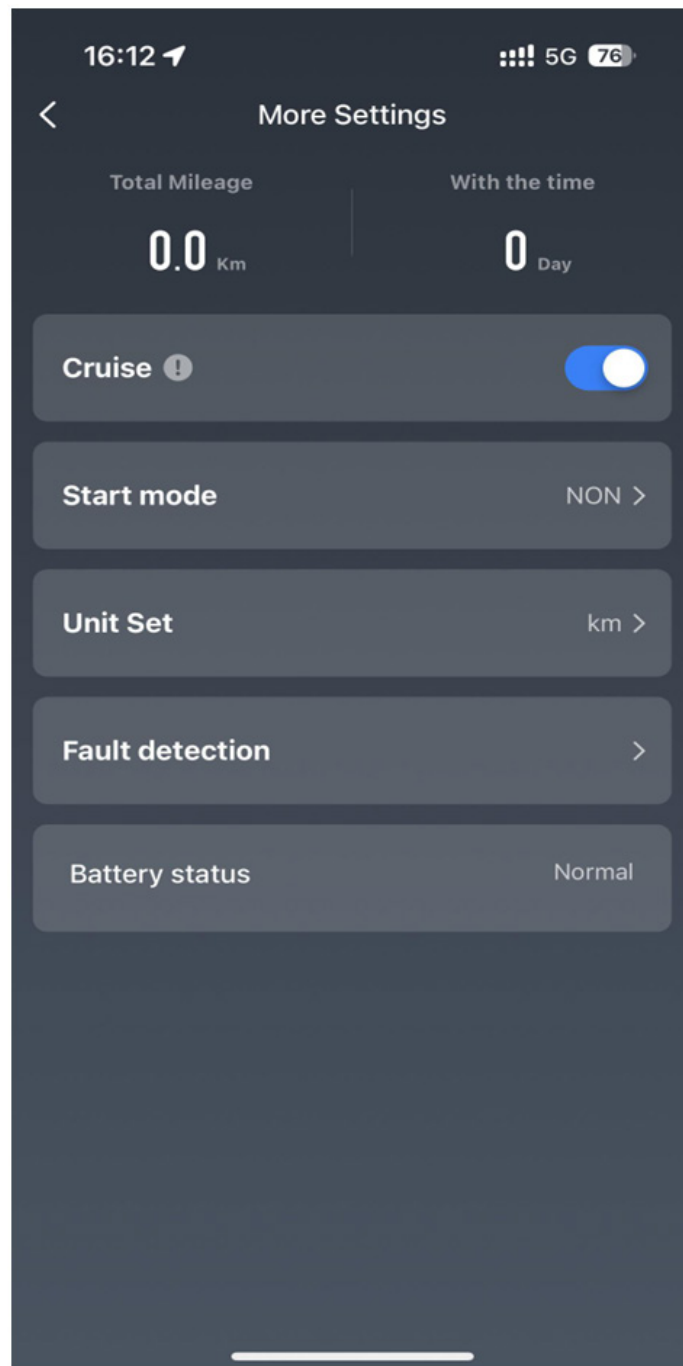 16:12 5G 76
More Settings
Total Mileage With the time
0.0 Km 0 Day
Cruise !
Start mode NON >
Unit Set km >
Fault detection >
Battery status Normal